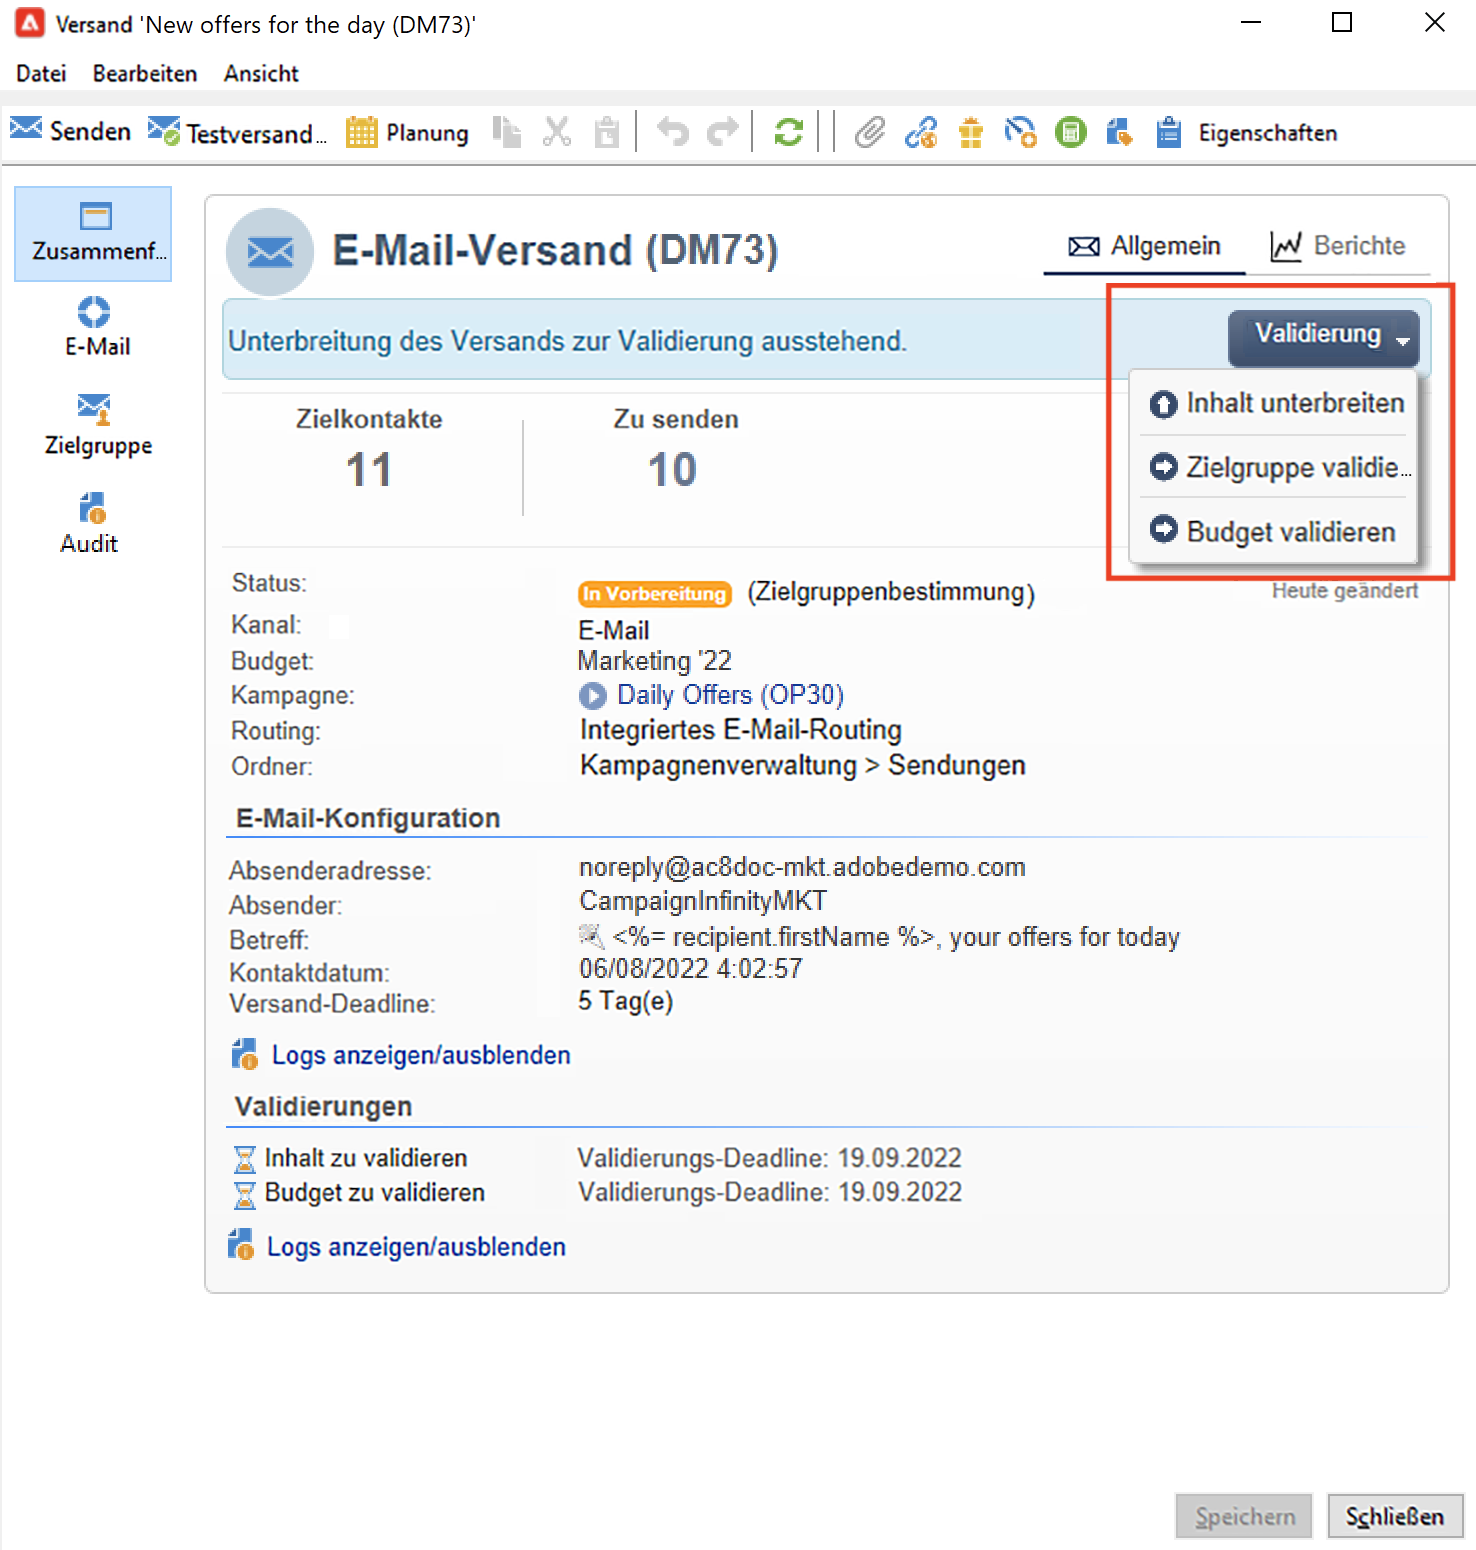 Versand 'New offers for the day (DM73)'
Datei Bearbeiten Ansicht
Senden Testversand... Planung Eigenschaften
Zusammenf...
E-Mail
Zielgruppe
Audit
E-Mail-Versand (DM73)
Allgemein Berichte
Unterbreitung des Versands zur Validierung ausstehend.
Validierung
Inhalt unterbreiten
Zielgruppe validie...
Budget validieren
Zielkontakte Zu senden
11 10
Heute geändert
Status: In Vorbereitung (Zielgruppenbestimmung)
Kanal: E-Mail
Budget: Marketing '22
Kampagne: Daily Offers (OP30)
Routing: Integriertes E-Mail-Routing
Ordner: Kampagnenverwaltung > Sendungen
E-Mail-Konfiguration
Absenderadresse: noreply@ac8doc-mkt.adobedemo.com
Absender: CampaignInfinityMKT
Betreff: <%= recipient.firstName %>, your offers for today
Kontaktdatum: 06/08/2022 4:02:57
Versand-Deadline: 5 Tag(e)
Logs anzeigen/ausblenden
Validierungen
Inhalt zu validieren Validierungs-Deadline: 19.09.2022
Budget zu validieren Validierungs-Deadline: 19.09.2022
Logs anzeigen/ausblenden
Speichern Schließen